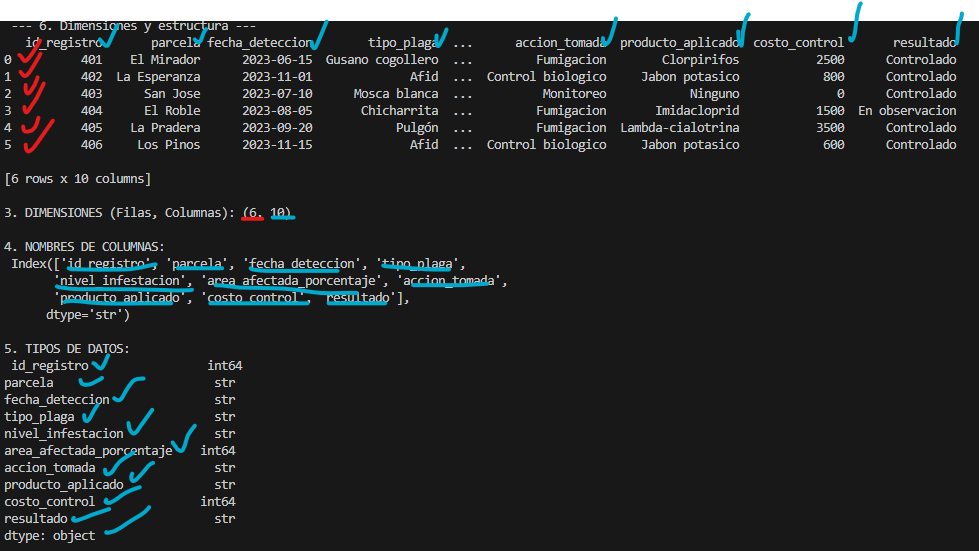 --- 6. Dimensiones y estructura ---
id_registro parcela fecha_deteccion tipo_plaga ... accion_tomada producto_aplicado costo_control resultado
0 401 El Mirador 2023-06-15 Gusano cogollero ... Fumigacion Clorpirifos 2500 Controlado
1 402 La Esperanza 2023-11-01 Afid ... Control biologico Jabon potasico 800 Controlado
2 403 San Jose 2023-07-10 Mosca blanca ... Monitoreo Ninguno 0 Controlado
3 404 El Roble 2023-08-05 Chicharrita ... Fumigacion Imidacloprid 1500 En observacion
4 405 La Pradera 2023-09-20 Pulgón ... Fumigacion Lambda-cialotrina 3500 Controlado
5 406 Los Pinos 2023-11-15 Afid ... Control biologico Jabon potasico 600 Controlado
[6 rows x 10 columns]
3. DIMENSIONES (Filas, Columnas): (6, 10)
4. NOMBRES DE COLUMNAS:
Index(['id_registro', 'parcela', 'fecha_deteccion', 'tipo_plaga',
'nivel_infestacion', 'area_afectada_porcentaje', 'accion_tomada',
'producto_aplicado', 'costo_control', 'resultado'],
dtype='str')
5. TIPOS DE DATOS:
id_registro int64
parcela str
fecha_deteccion str
tipo_plaga str
nivel_infestacion str
area_afectada_porcentaje int64
accion_tomada str
producto_aplicado str
costo_control int64
resultado str
dtype: object